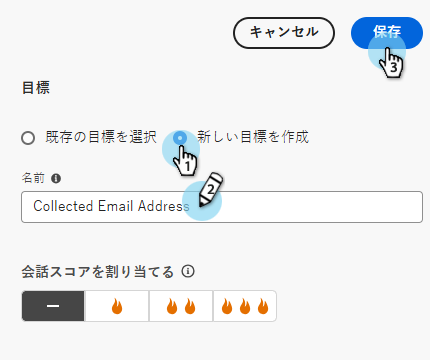 キャンセル 保存
3
目標
既存の目標を選択 新しい目標を作成
1
名前
2
Collected Email Address
会話スコアを割り当てる